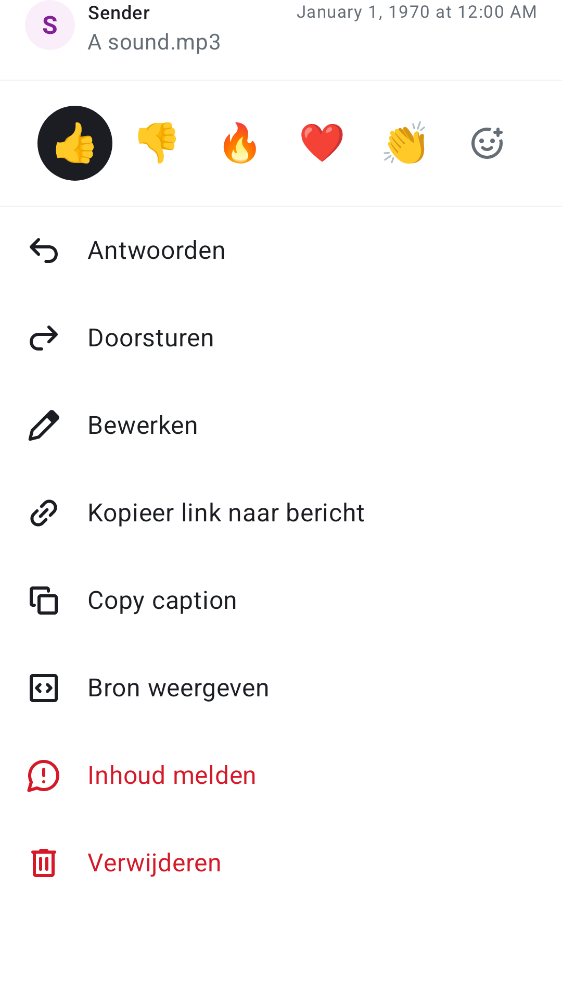 S
Sender
January 1, 1970 at 12:00 AM
A sound.mp3
Antwoorden
Doorsturen
Bewerken
Kopieer link naar bericht
Copy caption
Bron weergeven
Inhoud melden
Verwijderen